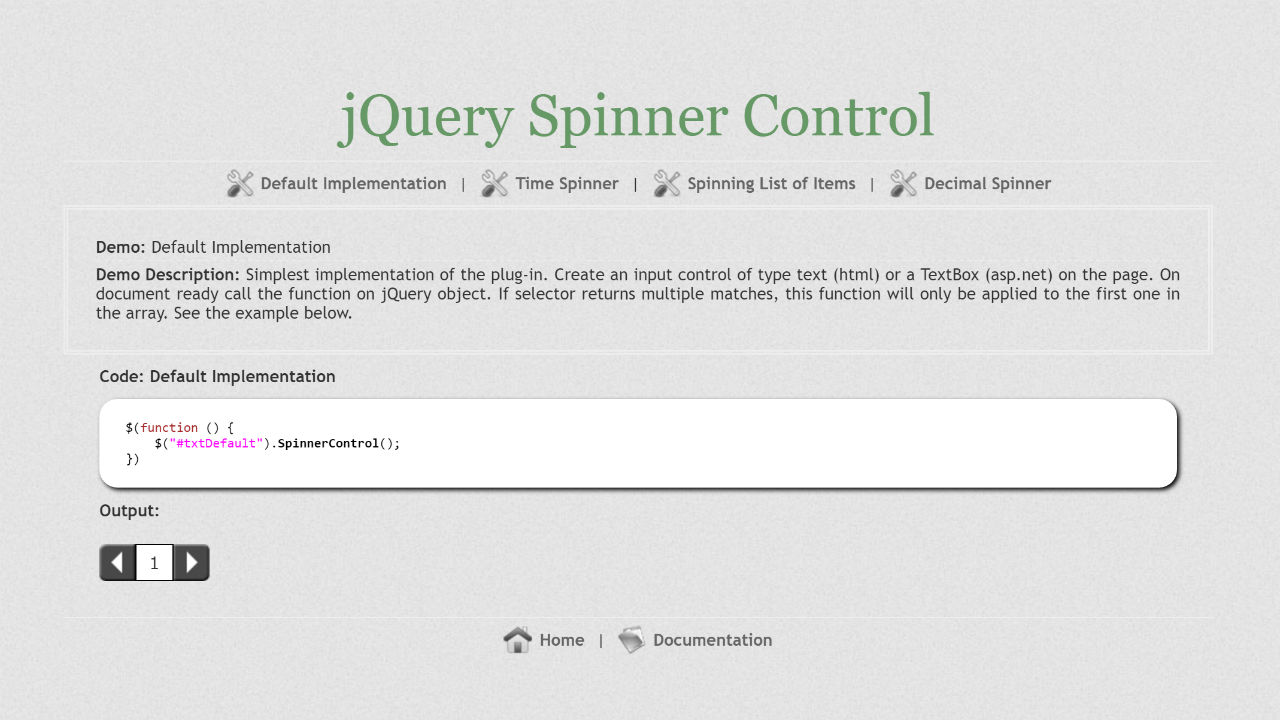 jQuery Spinner Control
Default Implementation | Time Spinner | Spinning List of Items | Decimal Spinner
Demo: Default Implementation
Demo Description: Simplest implementation of the plug-in. Create an input control of type text (html) or a TextBox (asp.net) on the page. On
document ready call the function on jQuery object. If selector returns multiple matches, this function will only be applied to the first one in
the array. See the example below.
Code: Default Implementation
$(function () {
    $("#txtDefault").SpinnerControl();
})
Output:
1
Home | Documentation